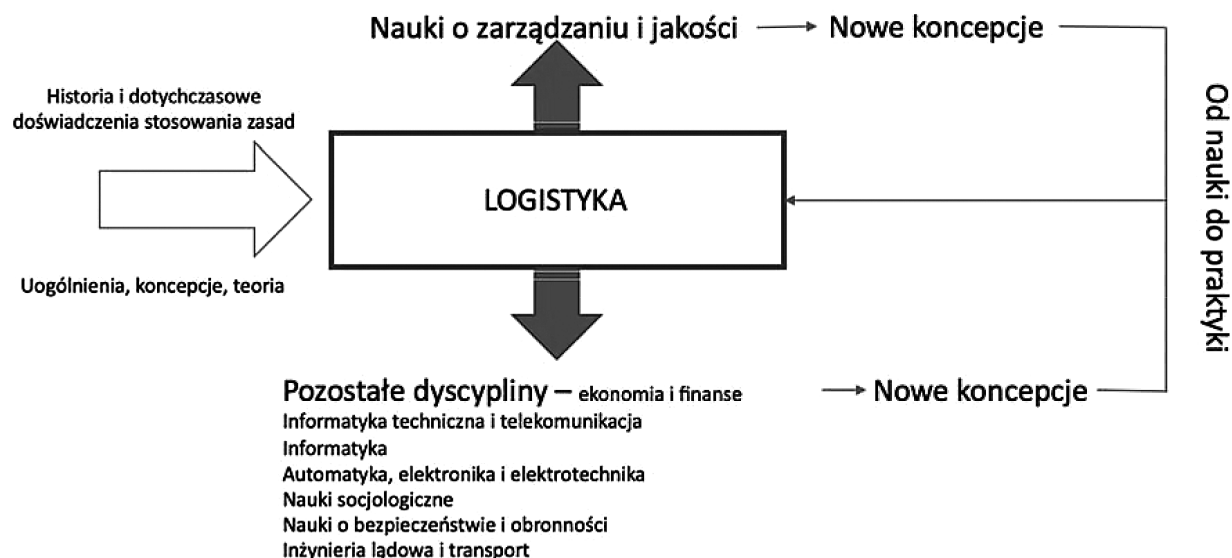 Nauki o zarządzaniu i jakości
Nowe koncepcje
Historia i dotychczasowe
doświadczenia stosowania zasad
LOGISTYKA
Uogólnienia, koncepcje, teoria
Od nauki do praktyki
Pozostałe dyscypliny – ekonomia i finanse
Nowe koncepcje
Informatyka techniczna i telekomunikacja
Informatyka
Automatyka, elektronika i elektrotechnika
Nauki socjologiczne
Nauki o bezpieczeństwie i obronności
Inżynieria lądowa i transport